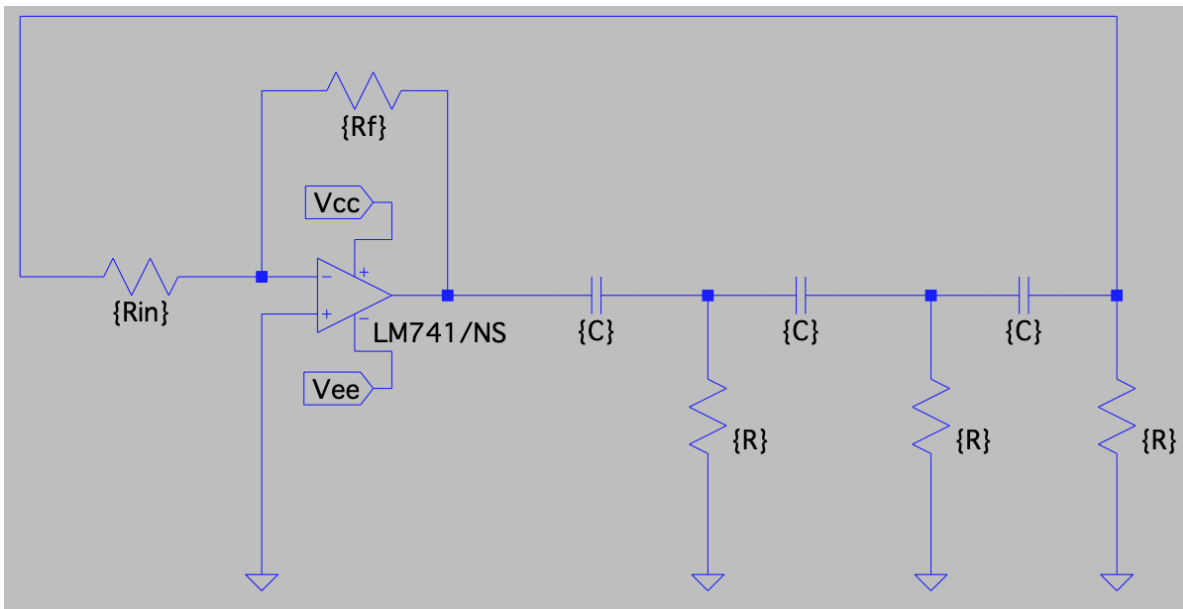 {Rf}
Vcc
{Rin}
LM741/NS
{C}
{C}
{C}
Vee
{R}
{R}
{R}